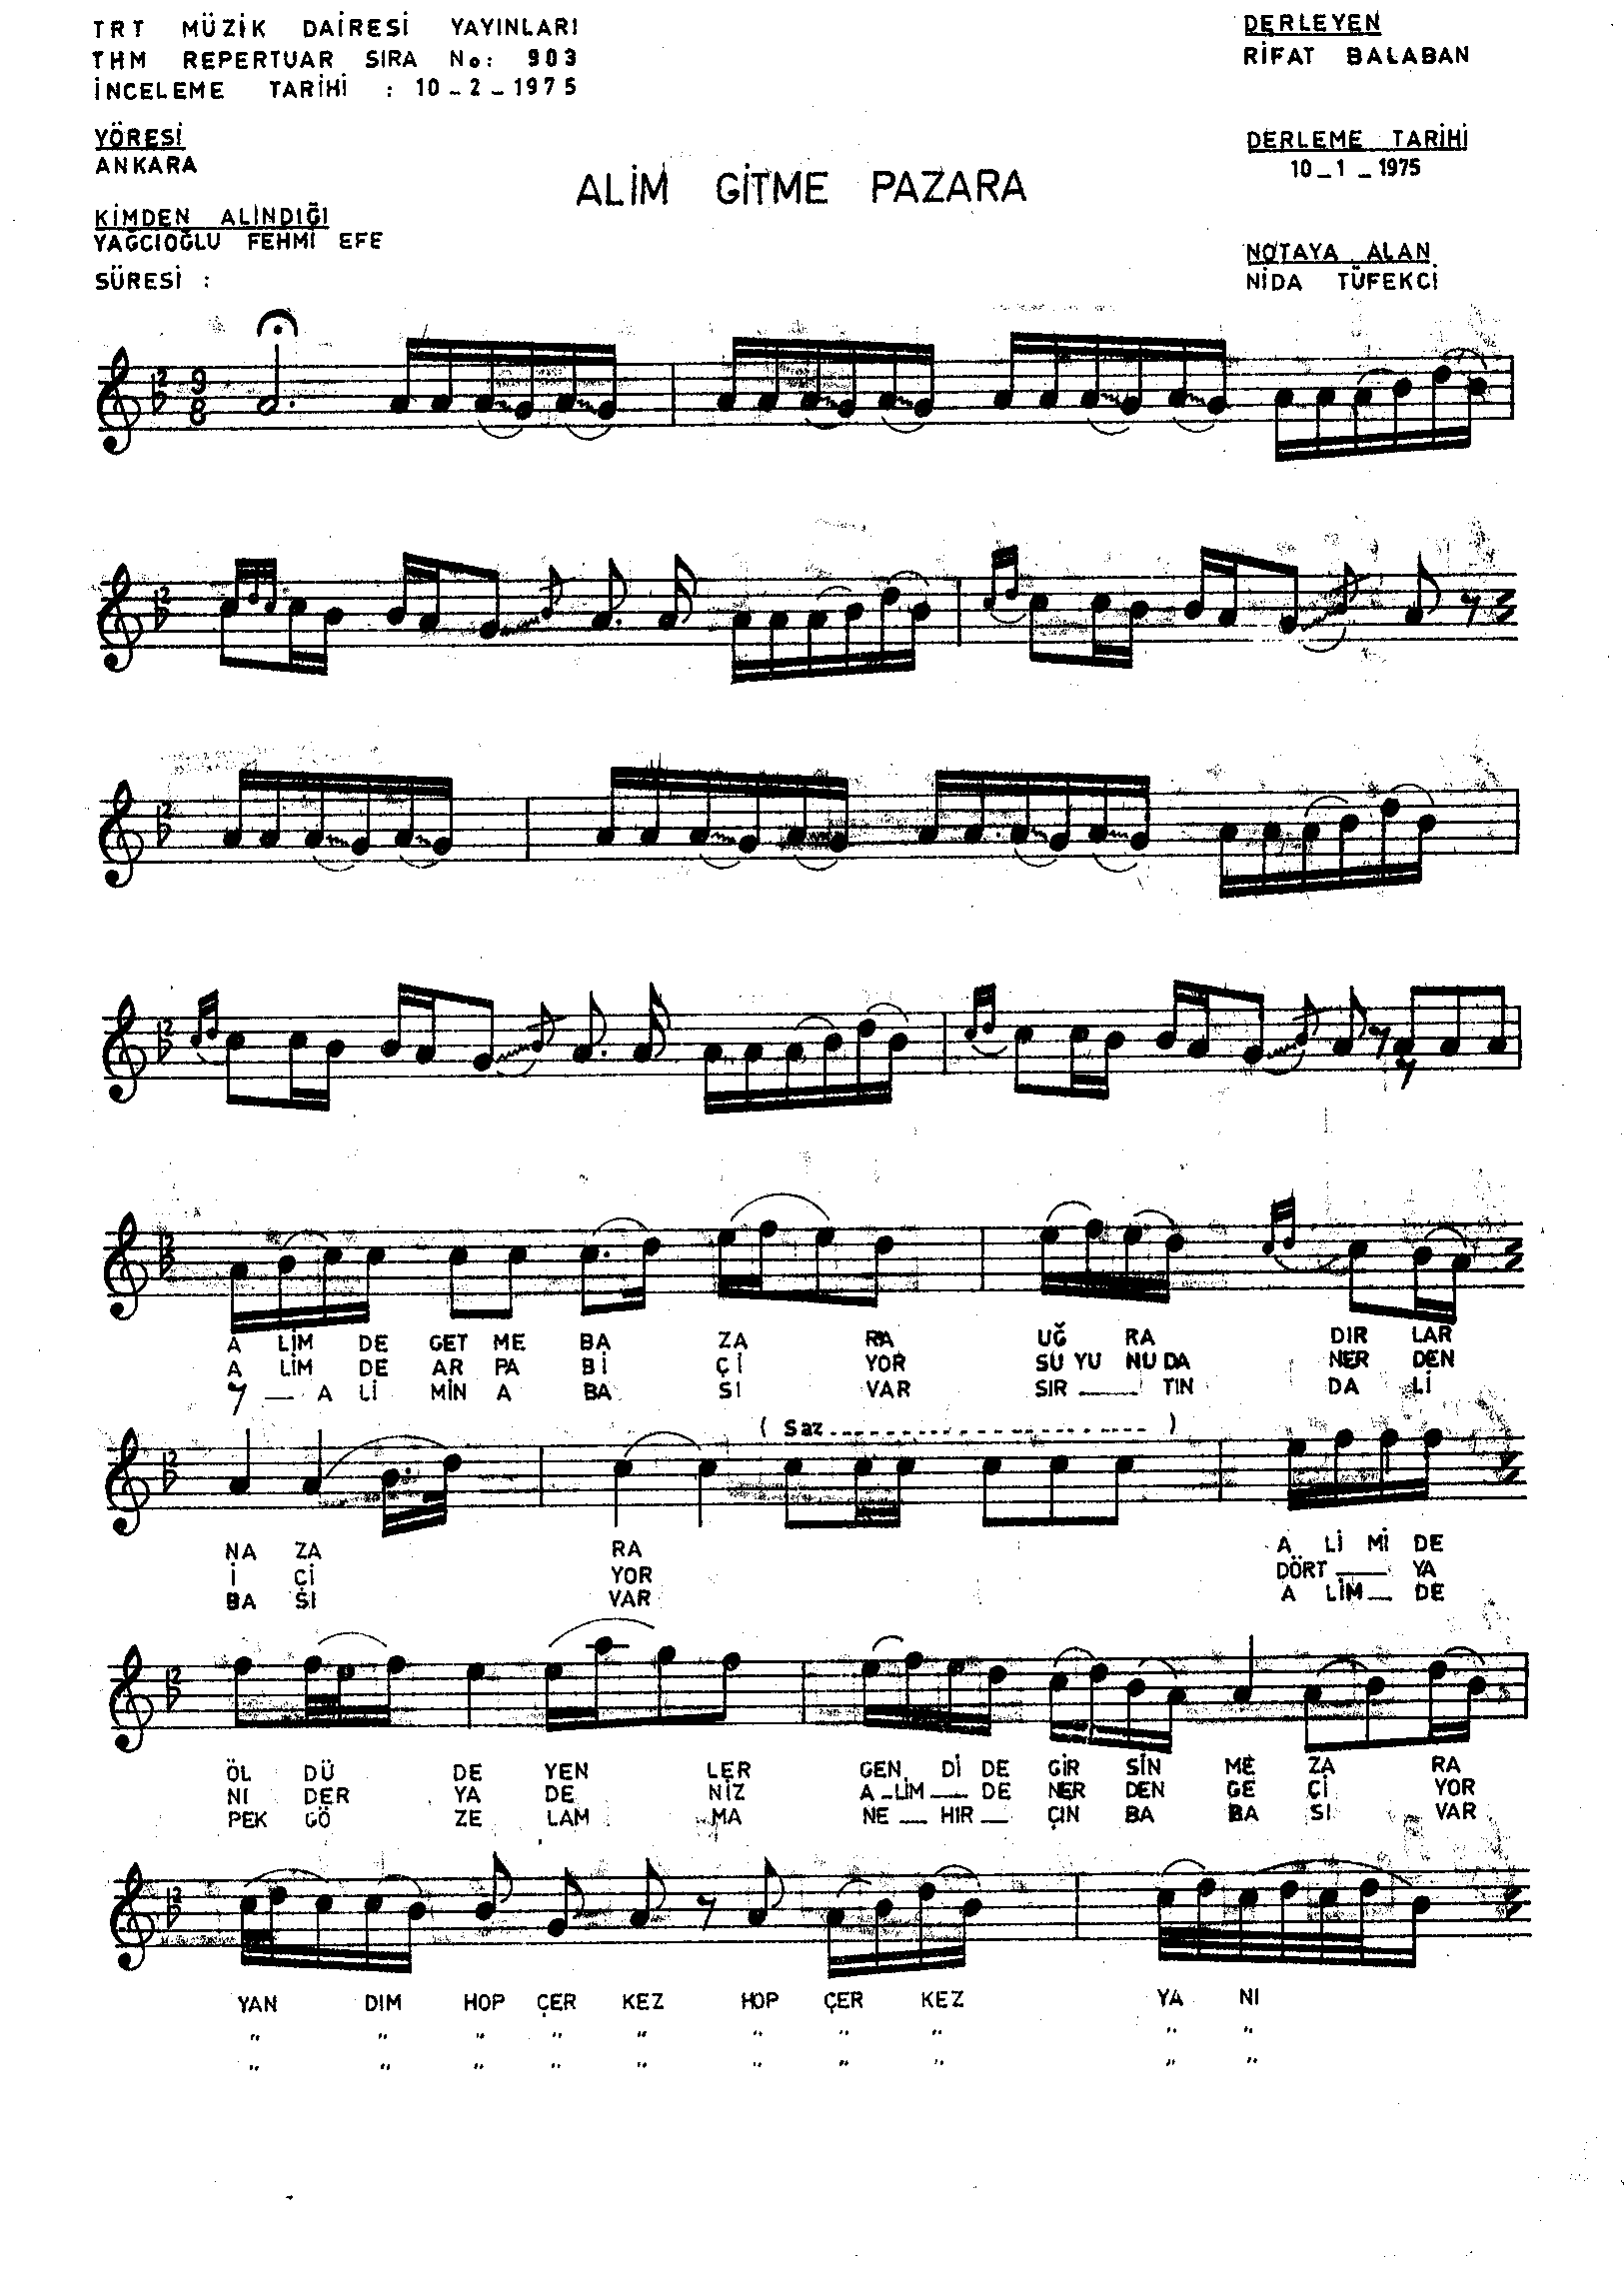 TRT MÜZİK DAİRESİ YAYINLARI
THM REPERTUAR SIRA No: 903
İNCELEME TARİHİ : 10-2-1975
DERLEYEN
RİFAT BALABAN
YÖRESİ
ANKARA
DERLEME TARİHİ
10-1-1975
ALİM GİTME PAZARA
KİMDEN ALİNDIĞI
YAĞCIOĞLU FEHMİ EFE
SÜRESİ :
NOTAYA ALAN
NİDA TÜFEKCİ
A LİM DE GET ME BA ZA RA UĞ RA DIR LAR
A LİM DE AR PA Bİ Çİ YOR SU YU NU DA NER DEN
— A Lİ MİN A BA SI VAR SIR — TIN DA Lİ
( Saz - - - - - - - - - )
NA ZA RA A Lİ Mİ DE
İ Çİ YOR DÖRT — YA
BA SI VAR A LİM — DE
ÖL DÜ DE YEN LER GEN Dİ DE GİR SİN ME ZA RA
NI DER YA DE NİZ A - LİM — DE NER DEN GE Çİ YOR
PEK GÖ ZE LAM MA NE — HIR — ÇIN BA BA SI VAR
YAN DIM HOP ÇER KEZ HOP ÇER KEZ YA NI
" " " " " " " " " "
" " " " " " " " " "